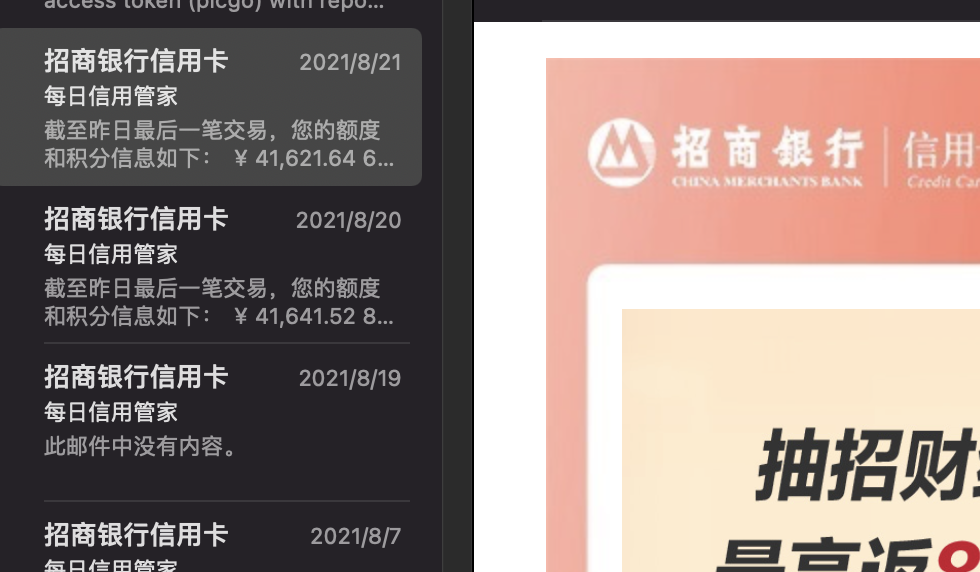 access token (picgo) with repo...
招商银行信用卡 2021/8/21
每日信用管家
截至昨日最后一笔交易，您的额度
和积分信息如下： ￥ 41,621.64 6...
招商银行信用卡 2021/8/20
每日信用管家
截至昨日最后一笔交易，您的额度
和积分信息如下： ￥ 41,641.52 8...
招商银行信用卡 2021/8/19
每日信用管家
此邮件中没有内容。
招商银行信用卡 2021/8/7
每日信用管家
招商银行 信用
CHINA MERCHANTS BANK Credit Car
抽招财
最高返